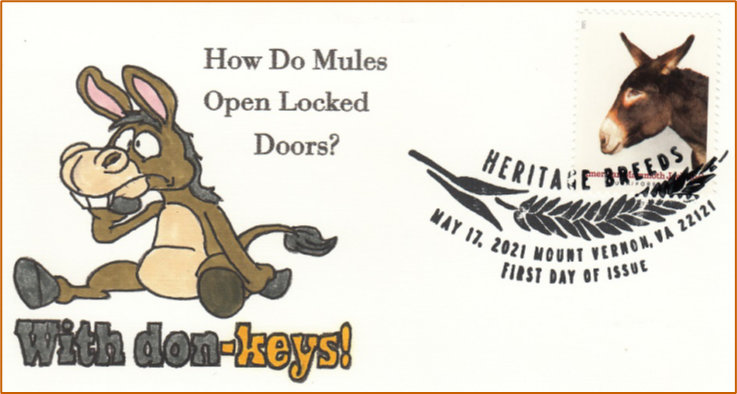 How Do Mules
Open Locked
Doors?
With don-keys!
HERITAGE BREEDS
MAY 17, 2021 MOUNT VERNON, VA 22121
FIRST DAY OF ISSUE